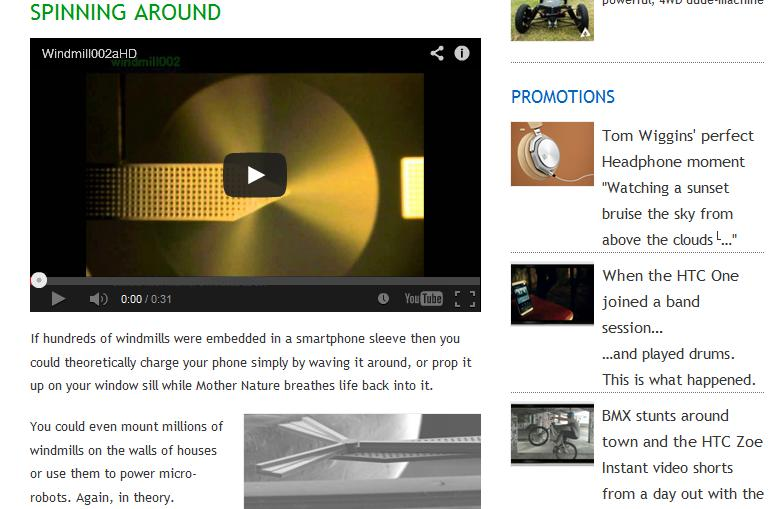 SPINNING AROUND
Windmill002aHD
windmill002
0:00 / 0:31
YouTube
If hundreds of windmills were embedded in a smartphone sleeve then you
could theoretically charge your phone simply by waving it around, or prop it
up on your window sill while Mother Nature breathes life back into it.
You could even mount millions of
windmills on the walls of houses
or use them to power micro-
robots. Again, in theory.
powerful, 4WD dude-machine
PROMOTIONS
Tom Wiggins' perfect
Headphone moment
"Watching a sunset
bruise the sky from
above the clouds└…"
When the HTC One
joined a band
session...
…and played drums.
This is what happened.
BMX stunts around
town and the HTC Zoe
Instant video shorts
from a day out with the